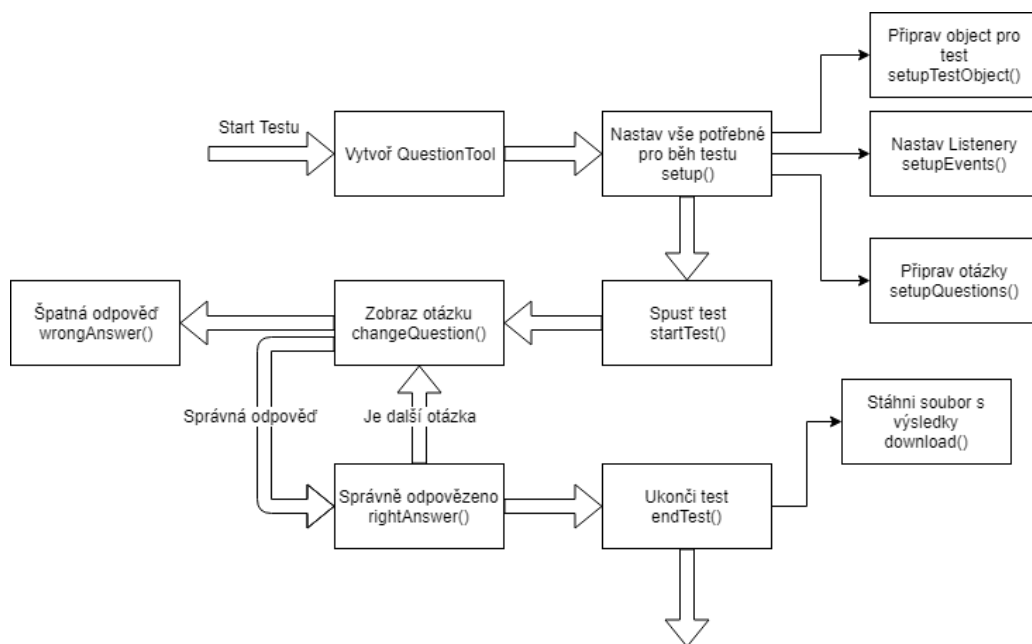 Připrav object pro
test
setupTestObject()
Start Testu
Vytvoř QuestionTool
Nastav vše potřebné
pro běh testu
setup()
Nastav Listenery
setupEvents()
Připrav otázky
setupQuestions()
Špatná odpověď
wrongAnswer()
Zobraz otázku
changeQuestion()
Spusť test
startTest()
Správná odpověď
Je další otázka
Stáhni soubor s
výsledky
download()
Správně odpovězeno
rightAnswer()
Ukonči test
endTest()